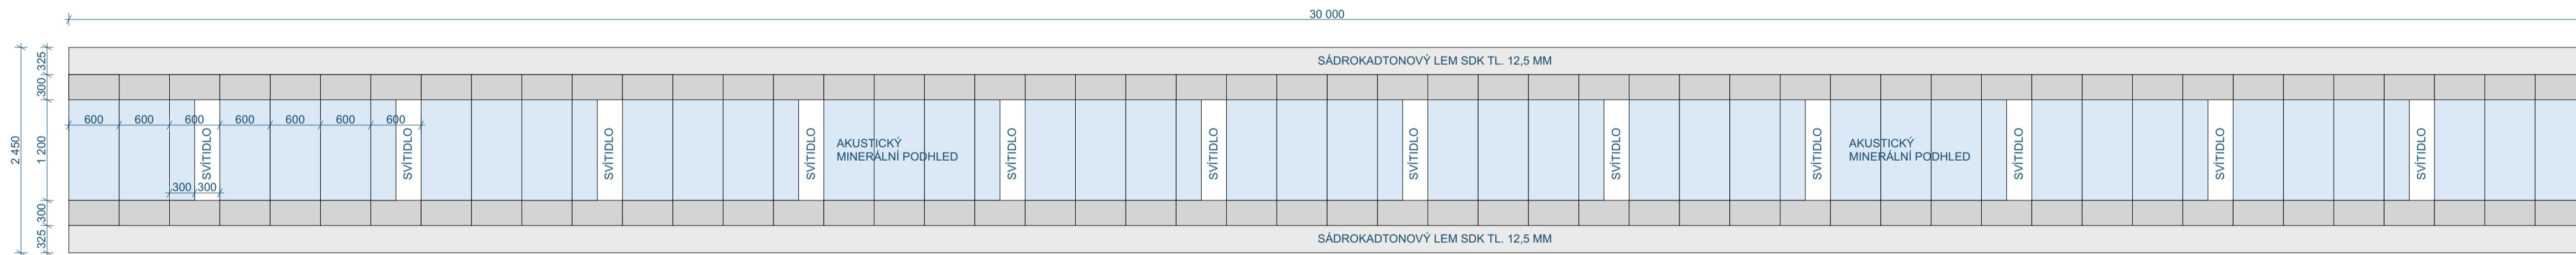 30 000
SÁDROKADTONOVÝ LEM SDK TL. 12,5 MM
325
300
1 200
300
325
2 450
600
600
600
600
600
600
600
300
300
SVÍTIDLO
SVÍTIDLO
SVÍTIDLO
SVÍTIDLO
AKUSTICKÝ
MINERÁLNÍ PODHLED
SVÍTIDLO
SVÍTIDLO
SVÍTIDLO
SVÍTIDLO
SVÍTIDLO
AKUSTICKÝ
MINERÁLNÍ PODHLED
SVÍTIDLO
SVÍTIDLO
SVÍTIDLO
SÁDROKADTONOVÝ LEM SDK TL. 12,5 MM